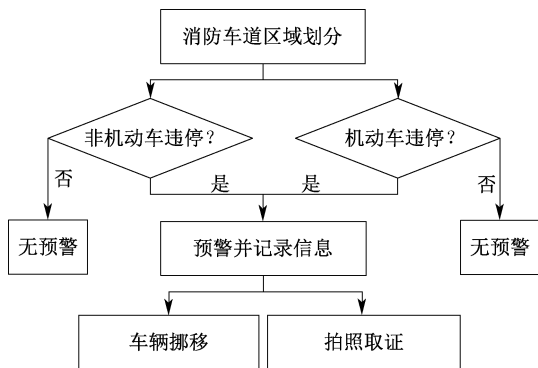 消防车道区域划分
非机动车违停?
机动车违停?
否
是
是
否
无预警
预警并记录信息
无预警
车辆挪移
拍照取证